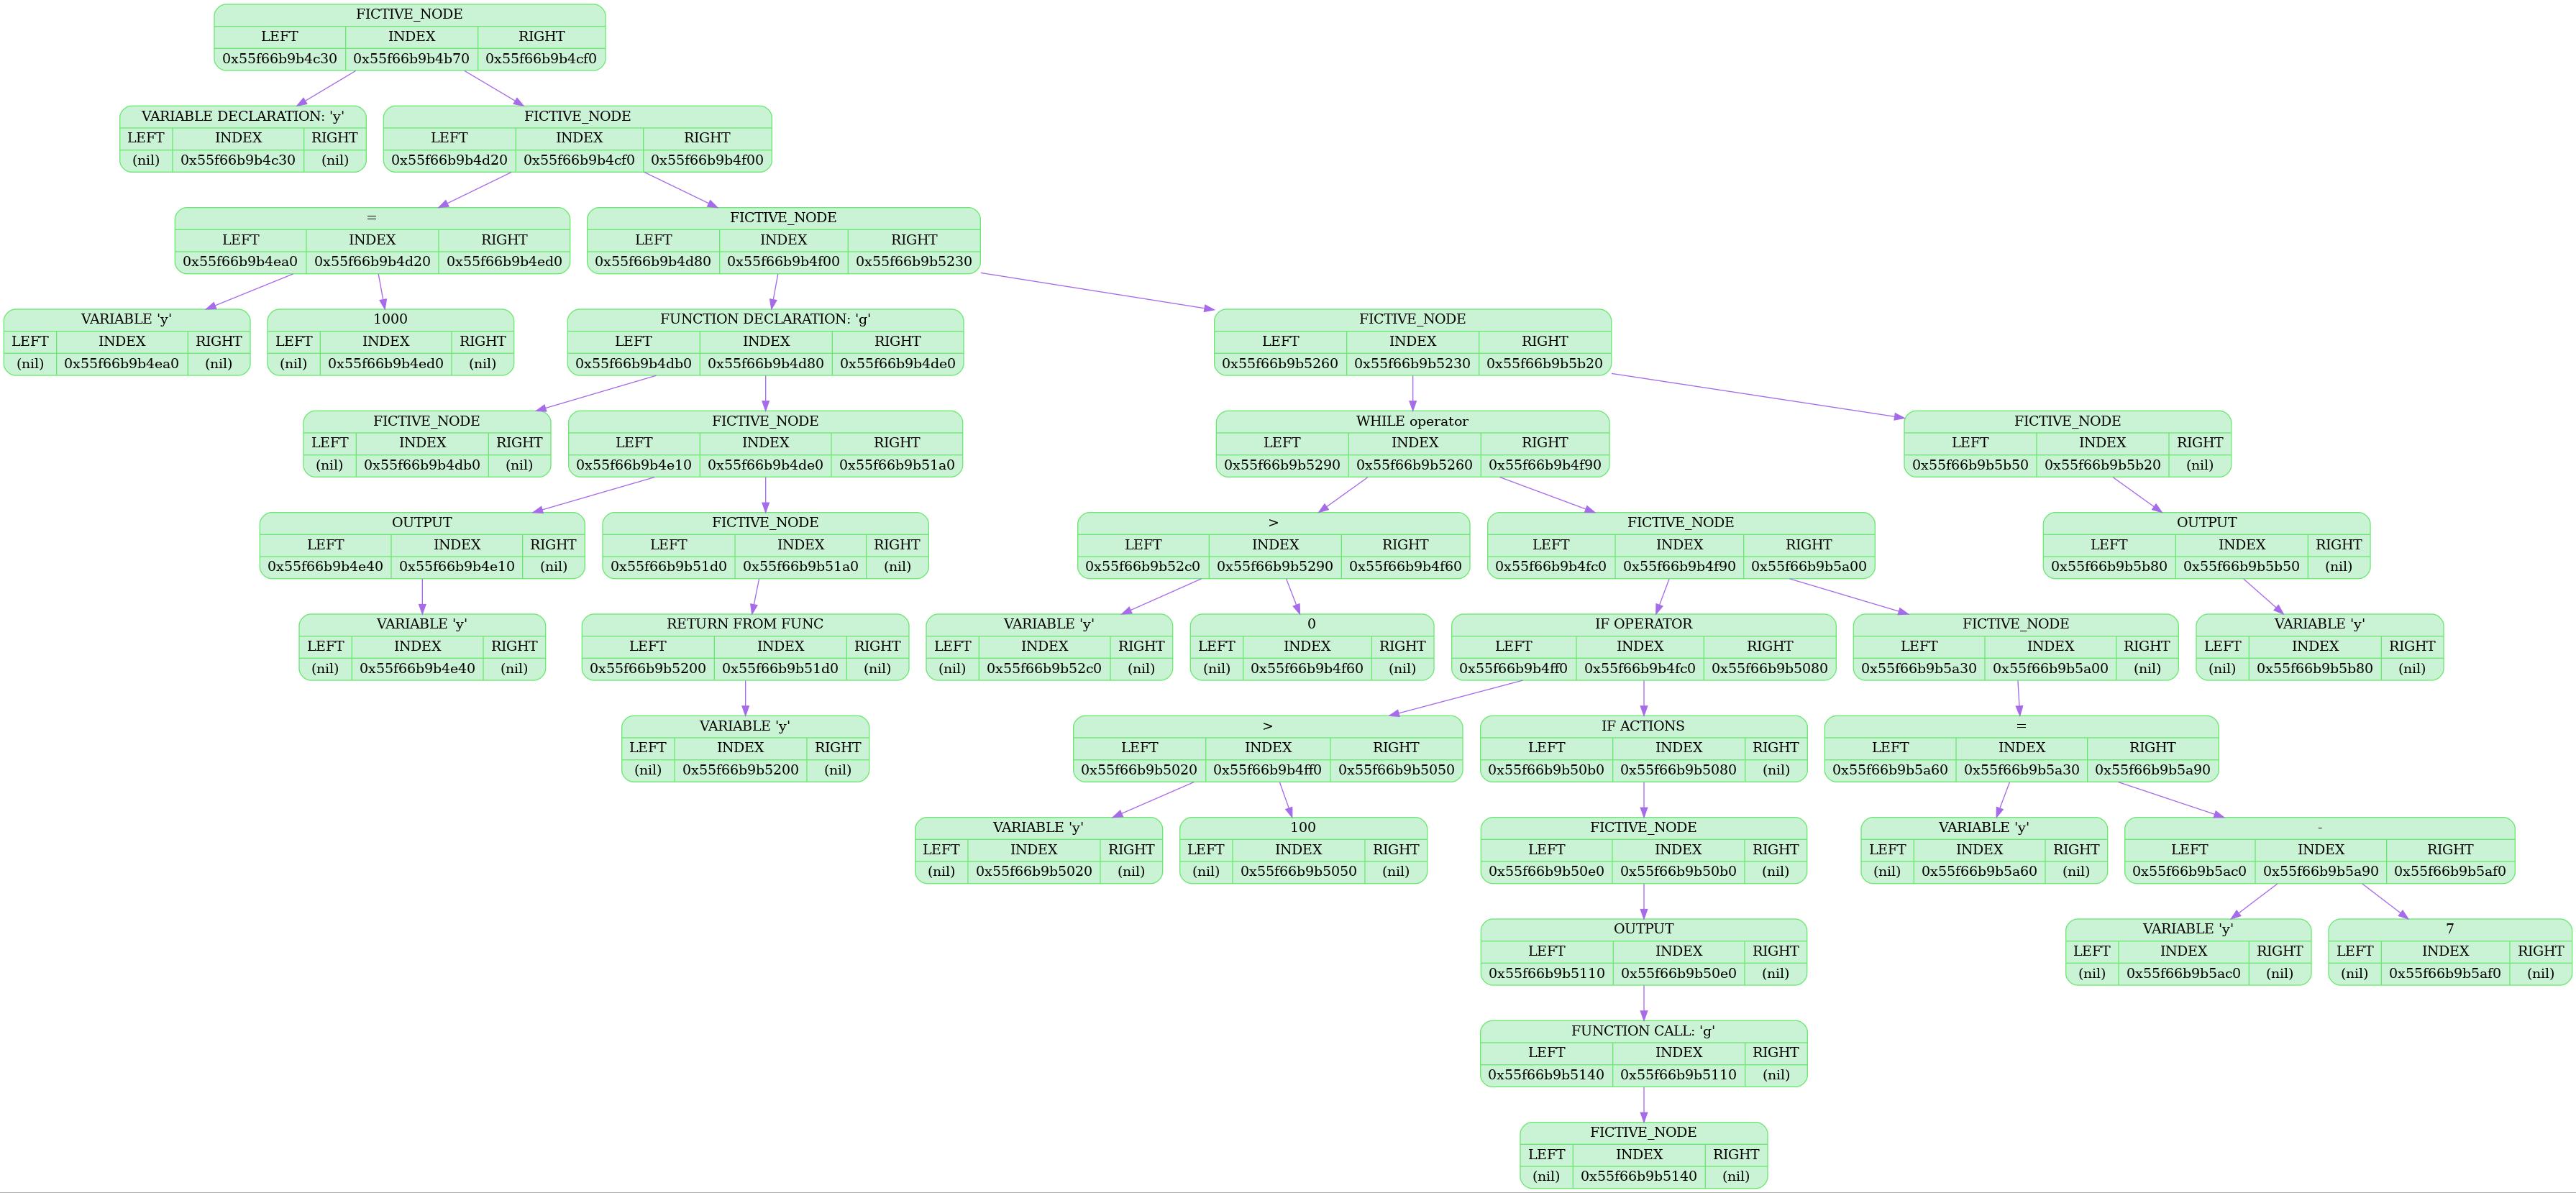 FICTIVE_NODE
LEFT INDEX RIGHT
0x55f66b9b4c30 0x55f66b9b4b70 0x55f66b9b4cf0
VARIABLE DECLARATION: 'y'
LEFT INDEX RIGHT
(nil) 0x55f66b9b4c30 (nil)
FICTIVE_NODE
LEFT INDEX RIGHT
0x55f66b9b4d20 0x55f66b9b4cf0 0x55f66b9b4f00
=
LEFT INDEX RIGHT
0x55f66b9b4ea0 0x55f66b9b4d20 0x55f66b9b4ed0
FICTIVE_NODE
LEFT INDEX RIGHT
0x55f66b9b4d80 0x55f66b9b4f00 0x55f66b9b5230
VARIABLE 'y'
LEFT INDEX RIGHT
(nil) 0x55f66b9b4ea0 (nil)
1000
LEFT INDEX RIGHT
(nil) 0x55f66b9b4ed0 (nil)
FUNCTION DECLARATION: 'g'
LEFT INDEX RIGHT
0x55f66b9b4db0 0x55f66b9b4d80 0x55f66b9b4de0
FICTIVE_NODE
LEFT INDEX RIGHT
0x55f66b9b5260 0x55f66b9b5230 0x55f66b9b5b20
FICTIVE_NODE
LEFT INDEX RIGHT
(nil) 0x55f66b9b4db0 (nil)
FICTIVE_NODE
LEFT INDEX RIGHT
0x55f66b9b4e10 0x55f66b9b4de0 0x55f66b9b51a0
WHILE operator
LEFT INDEX RIGHT
0x55f66b9b5290 0x55f66b9b5260 0x55f66b9b4f90
FICTIVE_NODE
LEFT INDEX RIGHT
0x55f66b9b5b50 0x55f66b9b5b20 (nil)
OUTPUT
LEFT INDEX RIGHT
0x55f66b9b4e40 0x55f66b9b4e10 (nil)
FICTIVE_NODE
LEFT INDEX RIGHT
0x55f66b9b51d0 0x55f66b9b51a0 (nil)
>
LEFT INDEX RIGHT
0x55f66b9b52c0 0x55f66b9b5290 0x55f66b9b4f60
FICTIVE_NODE
LEFT INDEX RIGHT
0x55f66b9b4fc0 0x55f66b9b4f90 0x55f66b9b5a00
OUTPUT
LEFT INDEX RIGHT
0x55f66b9b5b80 0x55f66b9b5b50 (nil)
VARIABLE 'y'
LEFT INDEX RIGHT
(nil) 0x55f66b9b4e40 (nil)
RETURN FROM FUNC
LEFT INDEX RIGHT
0x55f66b9b5200 0x55f66b9b51d0 (nil)
VARIABLE 'y'
LEFT INDEX RIGHT
(nil) 0x55f66b9b52c0 (nil)
0
LEFT INDEX RIGHT
(nil) 0x55f66b9b4f60 (nil)
IF OPERATOR
LEFT INDEX RIGHT
0x55f66b9b4ff0 0x55f66b9b4fc0 0x55f66b9b5080
FICTIVE_NODE
LEFT INDEX RIGHT
0x55f66b9b5a30 0x55f66b9b5a00 (nil)
VARIABLE 'y'
LEFT INDEX RIGHT
(nil) 0x55f66b9b5b80 (nil)
VARIABLE 'y'
LEFT INDEX RIGHT
(nil) 0x55f66b9b5200 (nil)
>
LEFT INDEX RIGHT
0x55f66b9b5020 0x55f66b9b4ff0 0x55f66b9b5050
IF ACTIONS
LEFT INDEX RIGHT
0x55f66b9b50b0 0x55f66b9b5080 (nil)
=
LEFT INDEX RIGHT
0x55f66b9b5a60 0x55f66b9b5a30 0x55f66b9b5a90
VARIABLE 'y'
LEFT INDEX RIGHT
(nil) 0x55f66b9b5020 (nil)
100
LEFT INDEX RIGHT
(nil) 0x55f66b9b5050 (nil)
FICTIVE_NODE
LEFT INDEX RIGHT
0x55f66b9b50e0 0x55f66b9b50b0 (nil)
VARIABLE 'y'
LEFT INDEX RIGHT
(nil) 0x55f66b9b5a60 (nil)
-
LEFT INDEX RIGHT
0x55f66b9b5ac0 0x55f66b9b5a90 0x55f66b9b5af0
OUTPUT
LEFT INDEX RIGHT
0x55f66b9b5110 0x55f66b9b50e0 (nil)
VARIABLE 'y'
LEFT INDEX RIGHT
(nil) 0x55f66b9b5ac0 (nil)
7
LEFT INDEX RIGHT
(nil) 0x55f66b9b5af0 (nil)
FUNCTION CALL: 'g'
LEFT INDEX RIGHT
0x55f66b9b5140 0x55f66b9b5110 (nil)
FICTIVE_NODE
LEFT INDEX RIGHT
(nil) 0x55f66b9b5140 (nil)